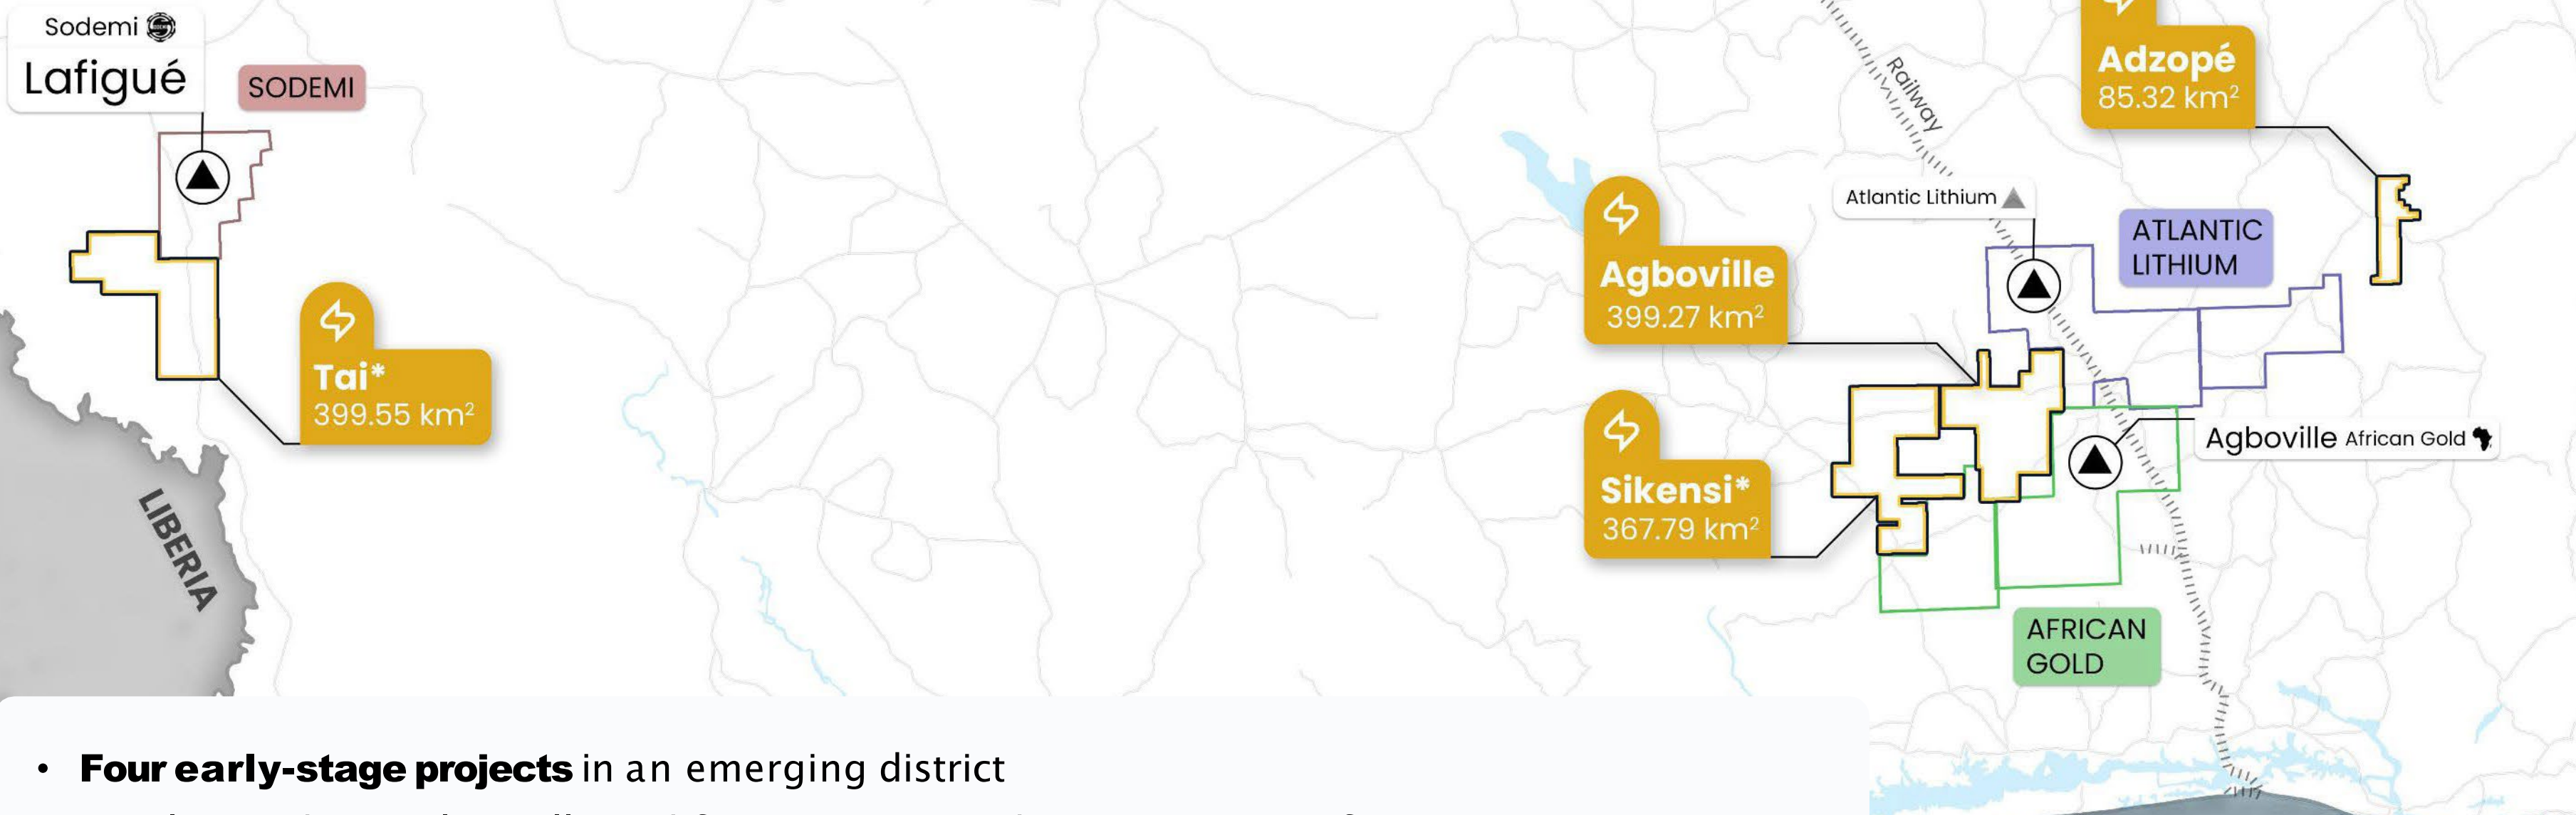 Sodemi
Lafigué
SODEMI
Tai*
399.55 km²
LIBERIA
Railway
Adzopé
85.32 km²
Atlantic Lithium
ATLANTIC
LITHIUM
Agboville
399.27 km²
Sikensi*
367.79 km²
Agboville African Gold
AFRICAN
GOLD
• Four early-stage projects in an emerging district